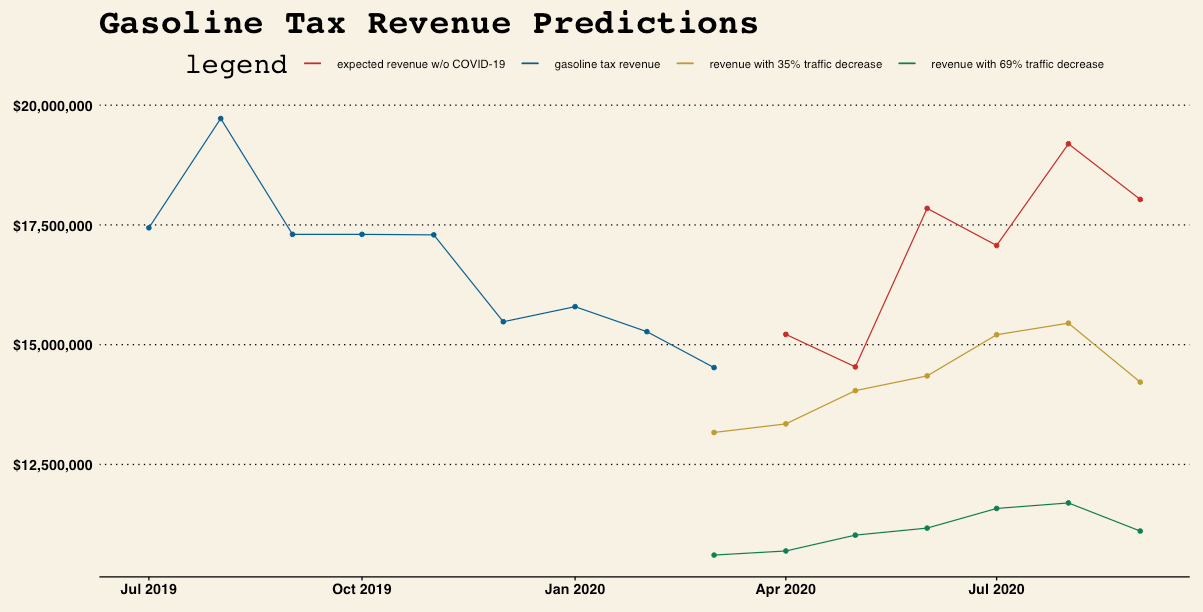 Gasoline Tax Revenue Predictions
legend expected revenue w/o COVID-19 gasoline tax revenue revenue with 35% traffic decrease revenue with 69% traffic decrease
$20,000,000
$17,500,000
$15,000,000
$12,500,000
Jul 2019 Oct 2019 Jan 2020 Apr 2020 Jul 2020